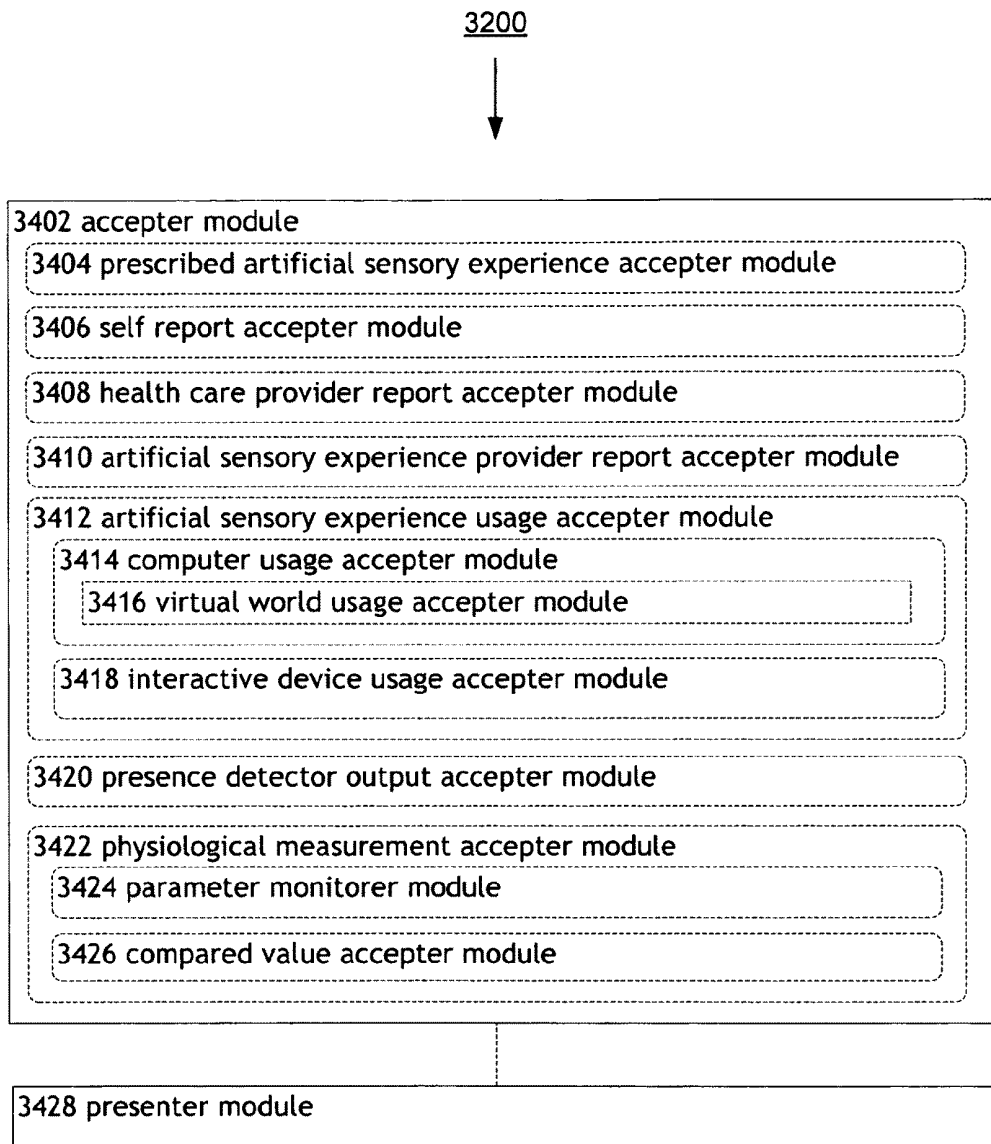 3200
3402 accepter module
3404 prescribed artificial sensory experience accepter module
3406 self report accepter module
3408 health care provider report accepter module
3410 artificial sensory experience provider report accepter module
3412 artificial sensory experience usage accepter module
3414 computer usage accepter module
3416 virtual world usage accepter module
3418 interactive device usage accepter module
3420 presence detector output accepter module
3422 physiological measurement accepter module
3424 parameter monitorer module
3426 compared value accepter module
3428 presenter module